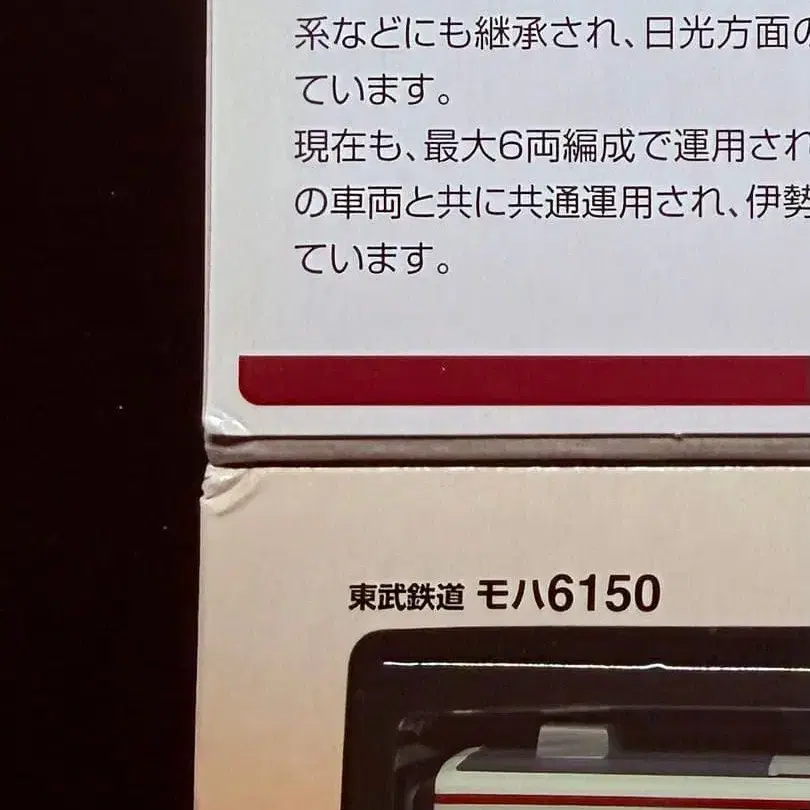 系などにも継承され、日光方面の
ています。
現在も、最大6両編成で運用され
の車両と共に共通運用され、伊勢
ています。
東武鉄道 モハ6150